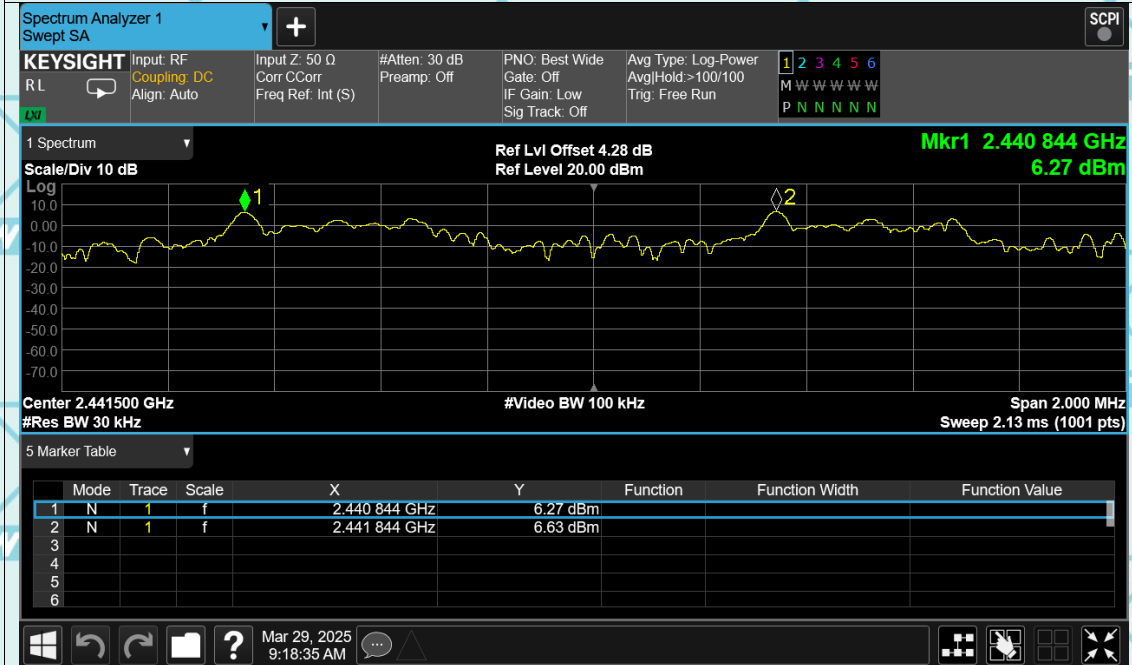 Spectrum Analyzer 1
Swept SA
+
SCPI
KEYSIGHT
R L
LXI
Input: RF
Coupling: DC
Align: Auto
Input Z: 50 Ω
Corr CCorr
Freq Ref: Int (S)
#Atten: 30 dB
Preamp: Off
PNO: Best Wide
Gate: Off
IF Gain: Low
Sig Track: Off
Avg Type: Log-Power
Avg|Hold:>100/100
Trig: Free Run
1 2 3 4 5 6
M W W W W W
P N N N N N
1 Spectrum
Scale/Div 10 dB
Ref Lvl Offset 4.28 dB
Ref Level 20.00 dBm
Mkr1 2.440 844 GHz
6.27 dBm
Log
10.0
0.00
-10.0
-20.0
-30.0
-40.0
-50.0
-60.0
-70.0
1
2
Center 2.441500 GHz
#Video BW 100 kHz
Span 2.000 MHz
#Res BW 30 kHz
Sweep 2.13 ms (1001 pts)
5 Marker Table
Mode Trace Scale X Y Function Function Width Function Value
1 N 1 f 2.440 844 GHz 6.27 dBm
2 N 1 f 2.441 844 GHz 6.63 dBm
3
4
5
6
?
Mar 29, 2025
9:18:35 AM